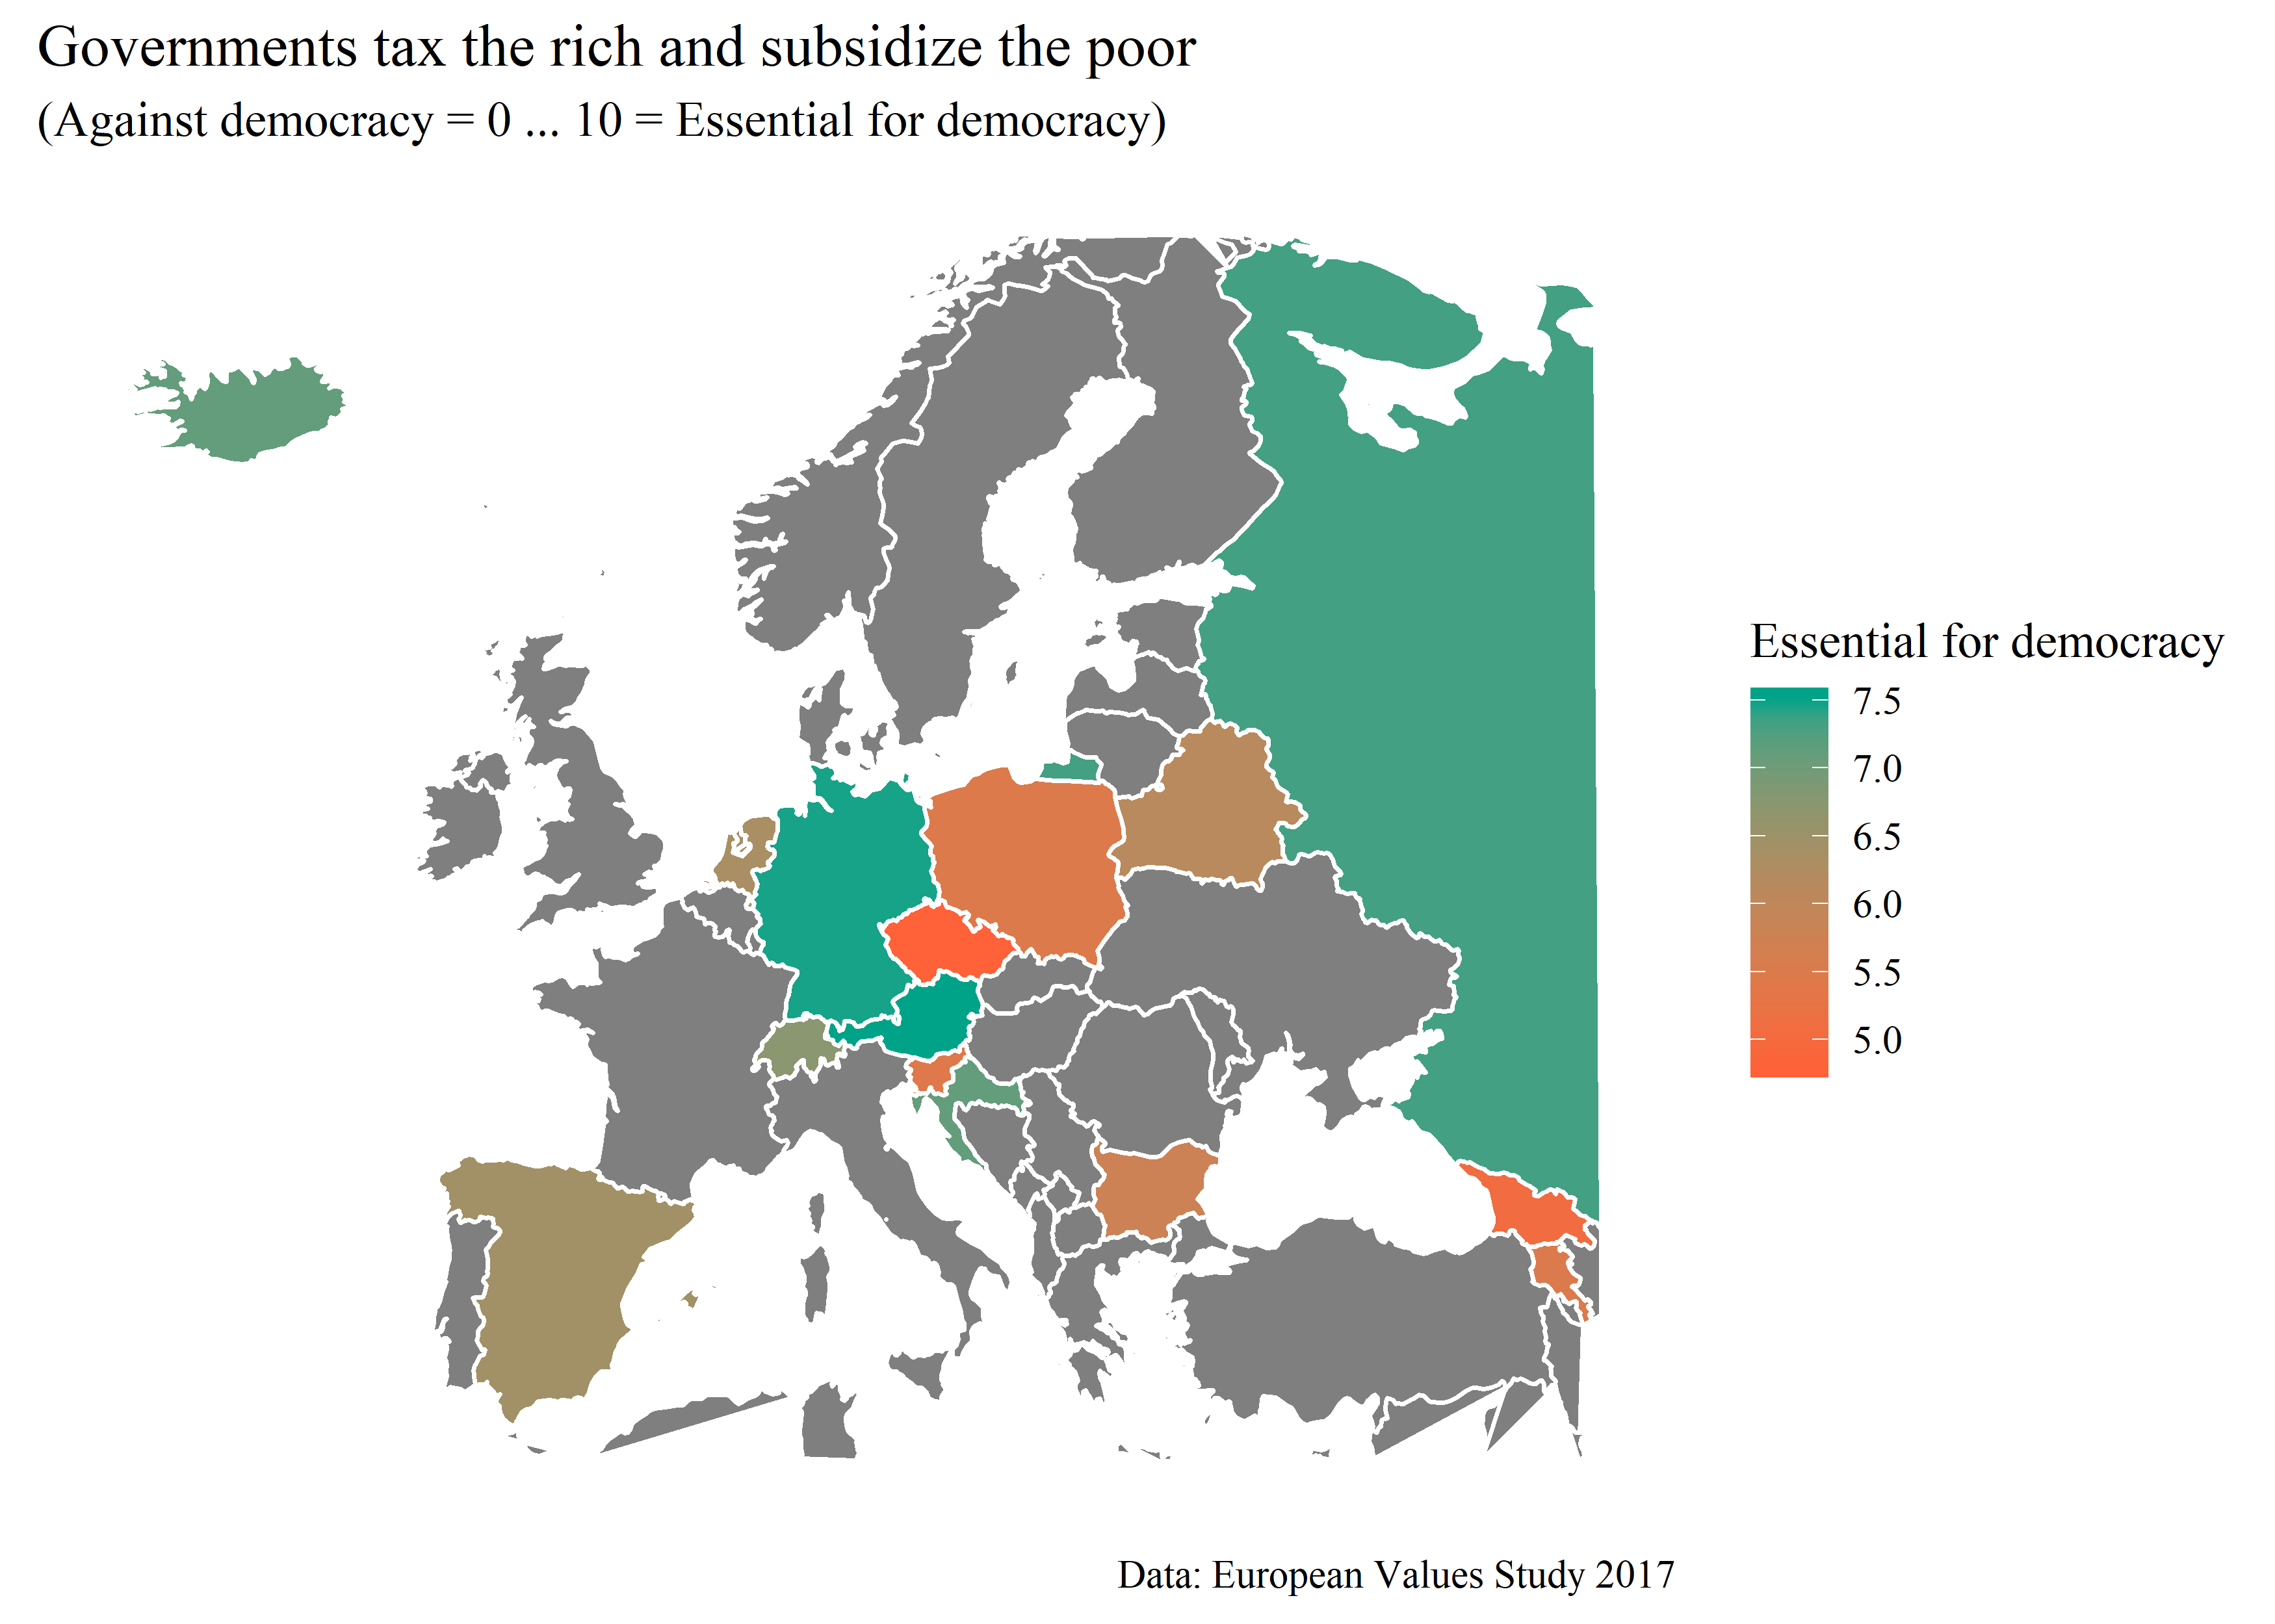 Governments tax the rich and subsidize the poor
(Against democracy = 0 ... 10 = Essential for democracy)
Essential for democracy
7.5
7.0
6.5
6.0
5.5
5.0
Data: European Values Study 2017